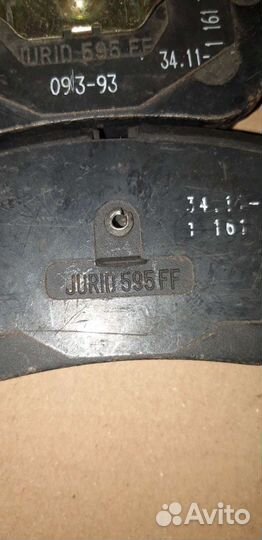 JURID 595 FF
34.11-1 161
093-93
34.11-
1 161
JURID 595 FF
Avito